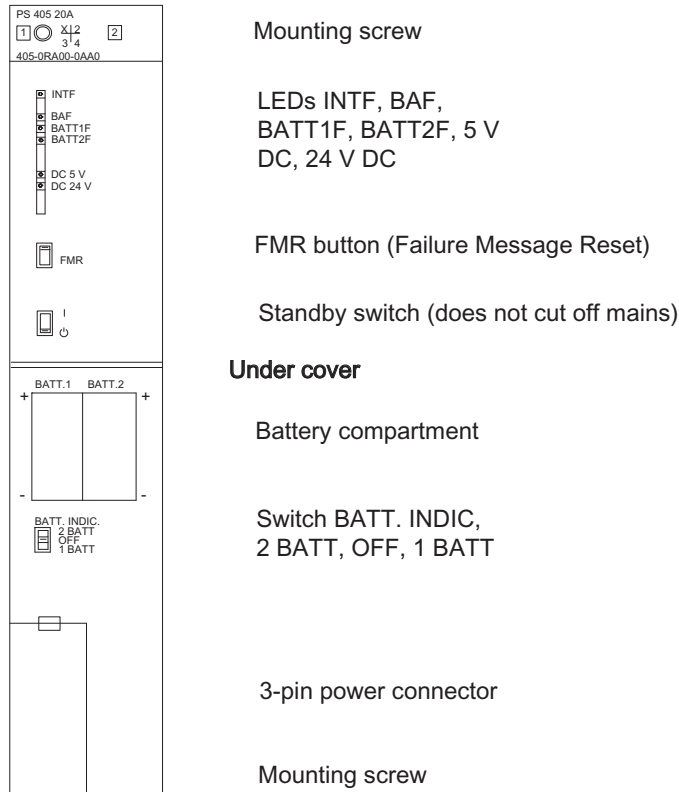 PS 405 20A
1 X 2 2
3 4
405-0RA00-0AA0
Mounting screw
INTF
BAF
BATT1F
BATT2F
DC 5 V
DC 24 V
LEDs INTF, BAF,
BATT1F, BATT2F, 5 V
DC, 24 V DC
FMR
FMR button (Failure Message Reset)
I
Standby switch (does not cut off mains)
Under cover
BATT.1 BATT.2
+ +
- -
Battery compartment
BATT. INDIC.
2 BATT
OFF
1 BATT
Switch BATT. INDIC,
2 BATT, OFF, 1 BATT
3-pin power connector
Mounting screw